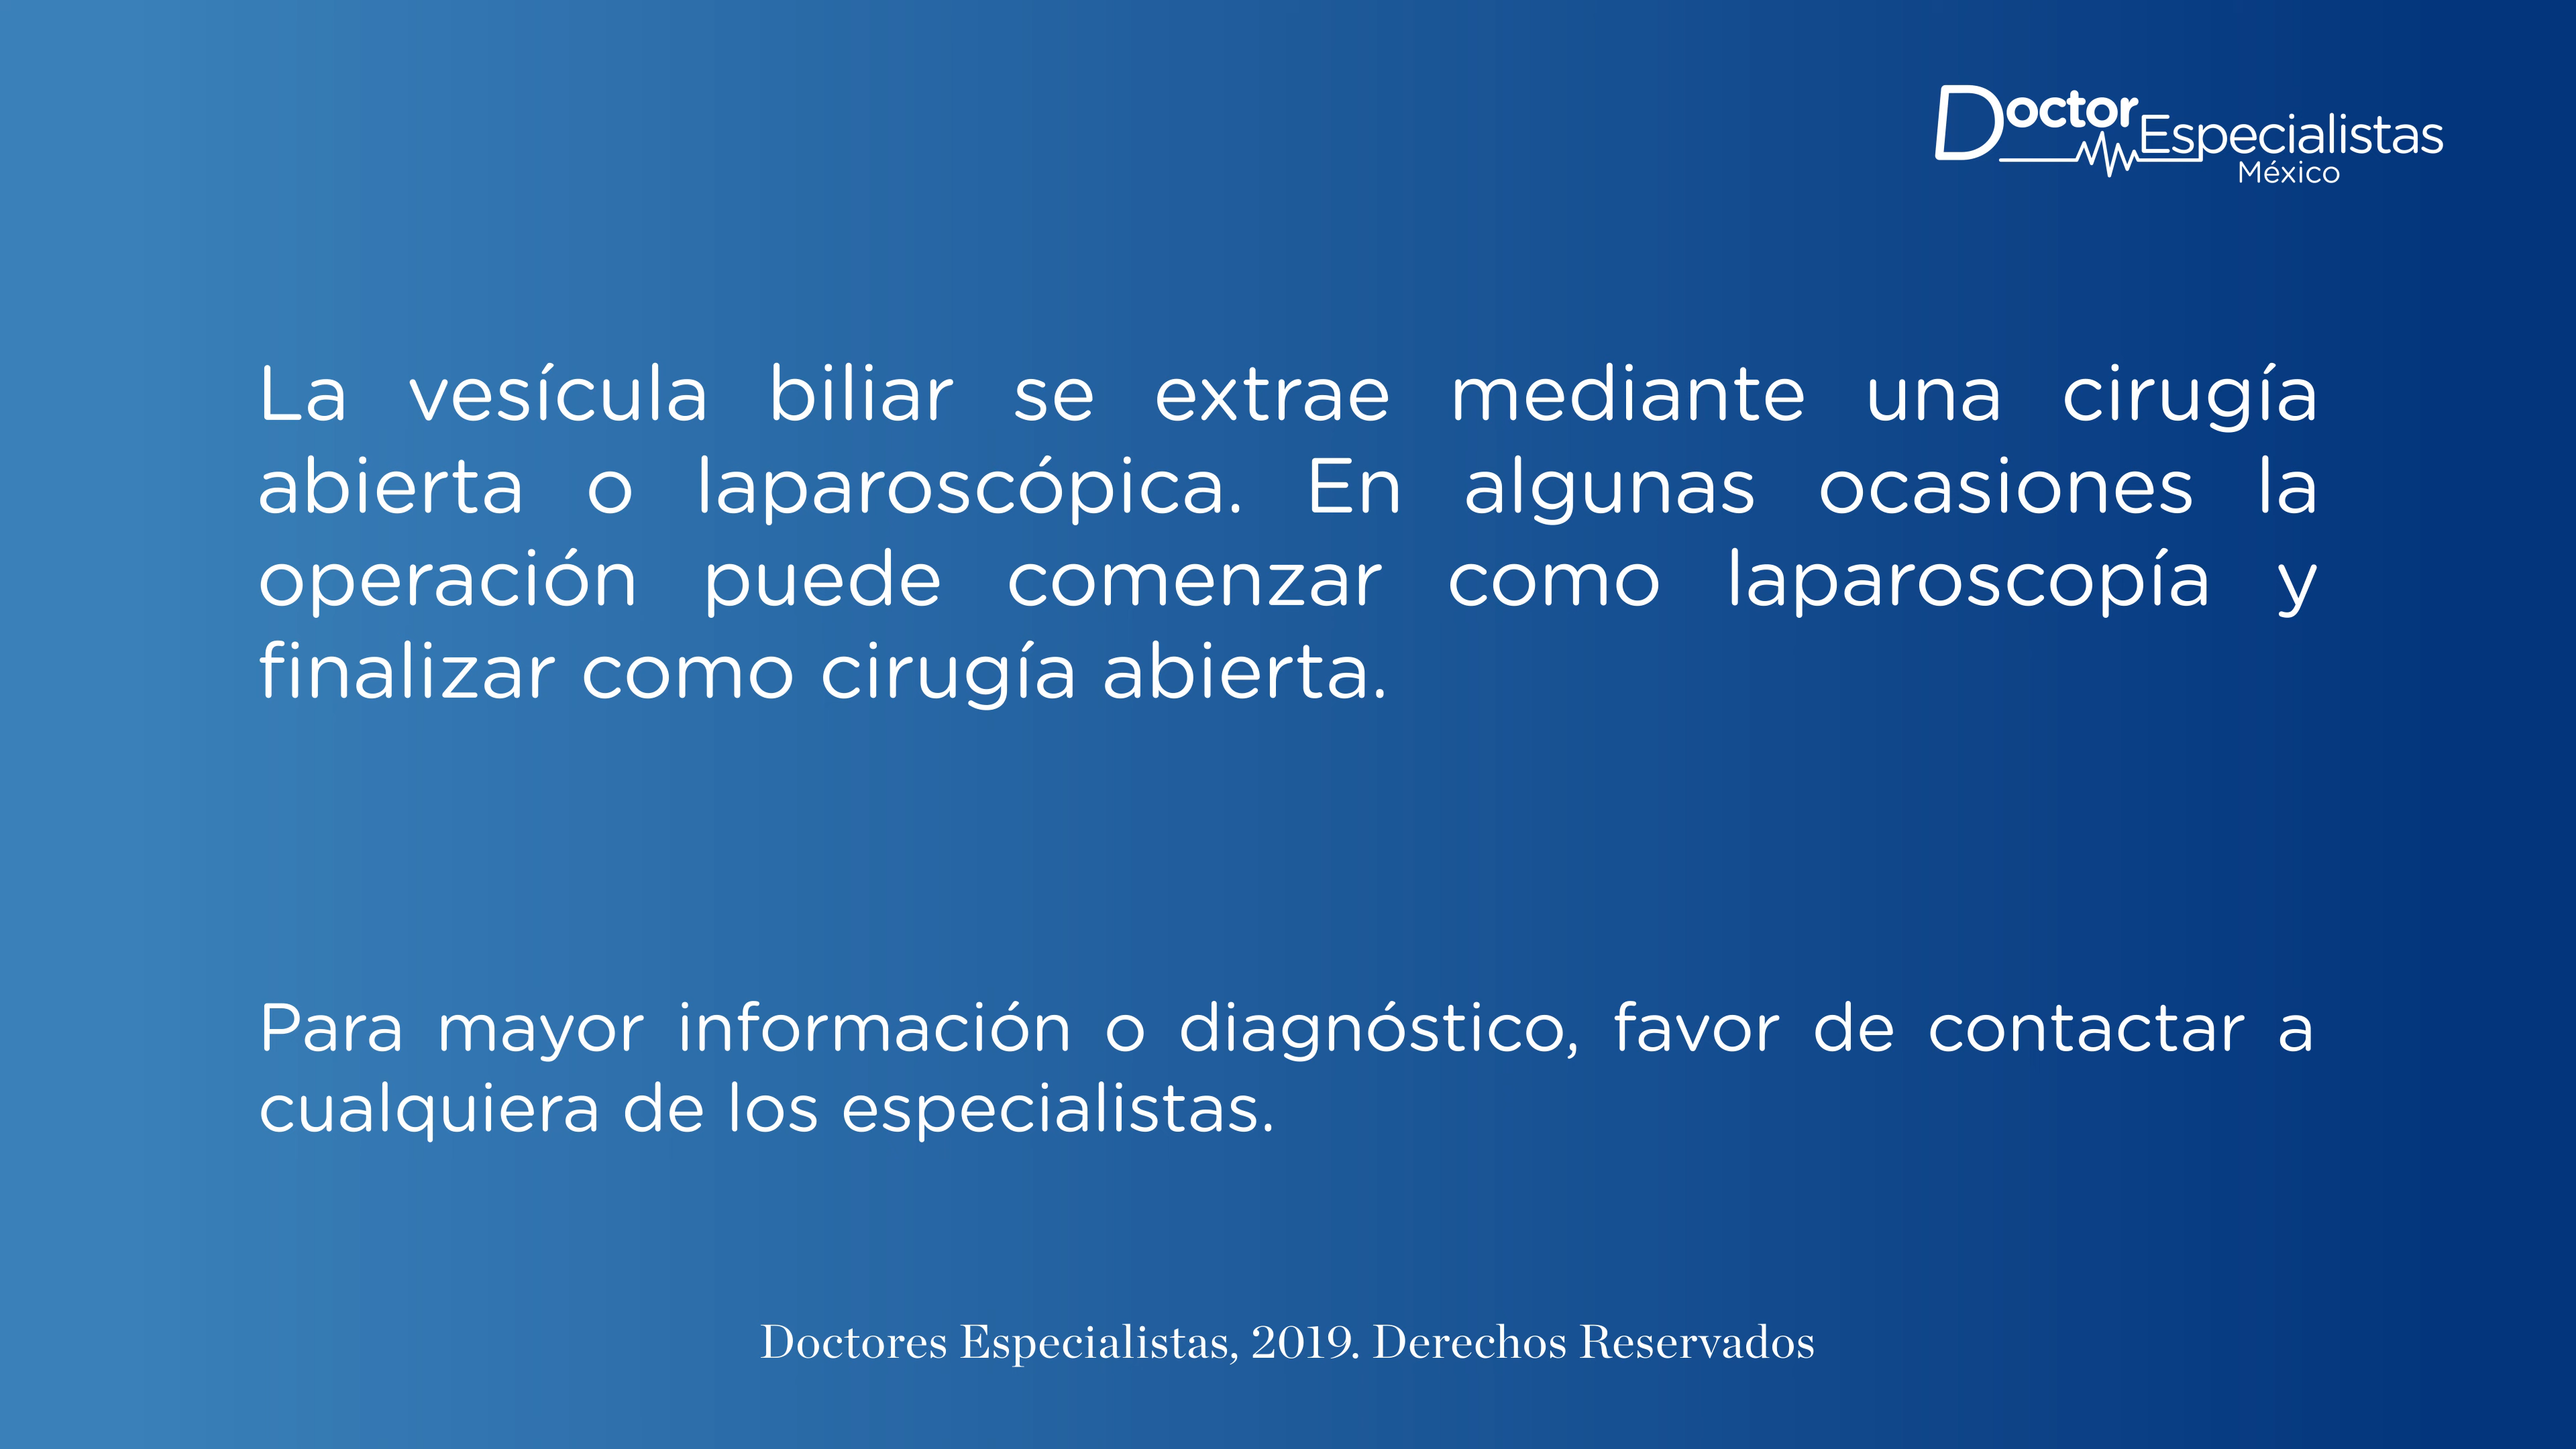 Doctor Especialistas
México
La vesícula biliar se extrae mediante una cirugía
abierta o laparoscópica. En algunas ocasiones la
operación puede comenzar como laparoscopía y
finalizar como cirugía abierta.
Para mayor información o diagnóstico, favor de contactar a
cualquiera de los especialistas.
Doctores Especialistas, 2019. Derechos Reservados